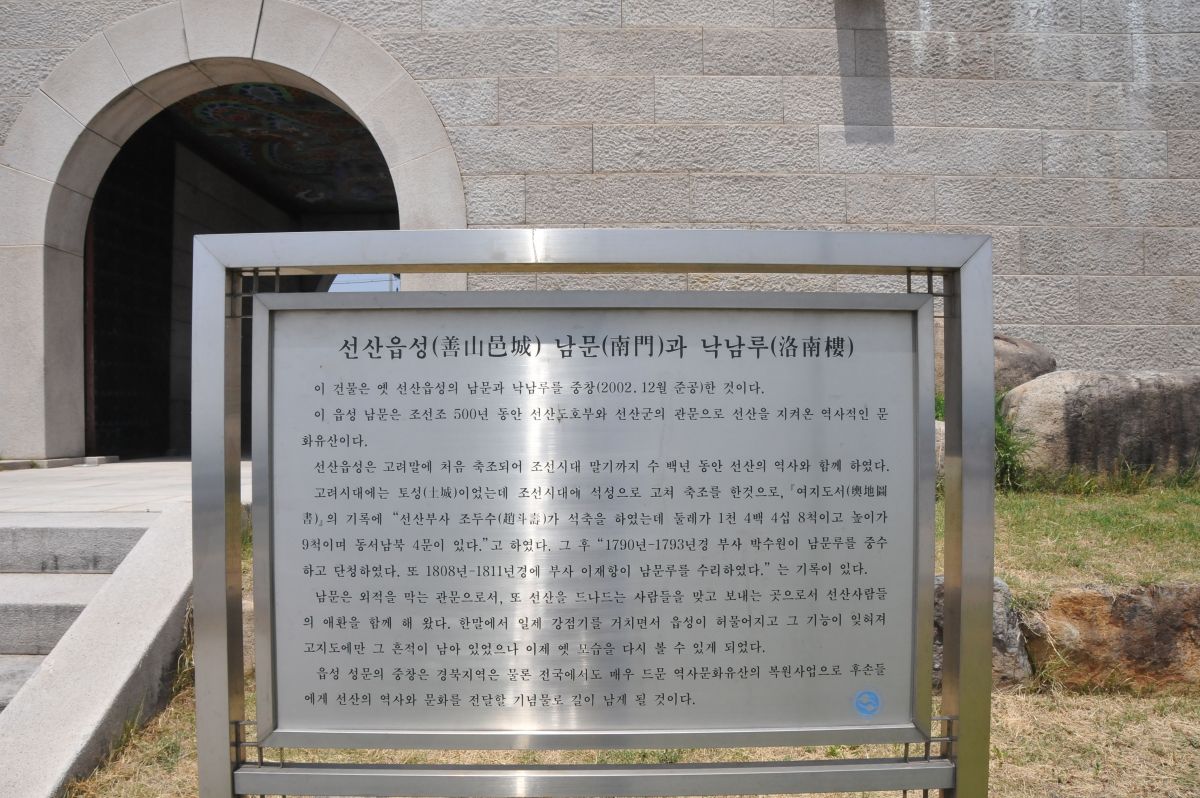 선산읍성(善山邑城) 남문(南門)과 낙남루(洛南樓)
이 건물은 옛 선산읍성의 남문과 낙남루를 중창(2002.12월 준공)한 것이다.
이 읍성 남문은 조선조 500년 동안 선산도호부와 선산군의 관문으로 선산을 지켜온 역사적인 문
화유산이다.
선산읍성은 고려말에 처음 축조되어 조선시대 말기까지 수 백년 동안 선산의 역사와 함께 하였다.
고려시대에는 토성(土城)이었는데 조선시대에 석성으로 고쳐 축조를 한것으로, 『여지도서(輿地圖
書)』의 기록에 “선산부사 조두수(趙斗壽)가 석축을 하였는데 둘레가 1천 4백 4십 8척이고 높이가
9척이며 동서남북 4문이 있다.”고 하였다. 그 후 “1790년-1793년경 부사 박수원이 남문루를 중수
하고 단청하였다. 또 1808년-1811년경에 부사 이재항이 남문루를 수리하였다.” 는 기록이 있다.
남문은 외적을 막는 관문으로서, 또 선산을 드나드는 사람들을 맞고 보내는 곳으로서 선산사람들
의 애환을 함께 해 왔다. 한말에서 일제 강점기를 거치면서 읍성이 허물어지고 그 기능이 잊혀져
고지도에만 그 흔적이 남아 있었으나 이제 옛 모습을 다시 볼 수 있게 되었다.
읍성 성문의 중창은 경북지역은 물론 전국에서도 매우 드문 역사문화유산의 복원사업으로 후손들
에게 선산의 역사와 문화를 전달할 기념물로 길이 남게 될 것이다.